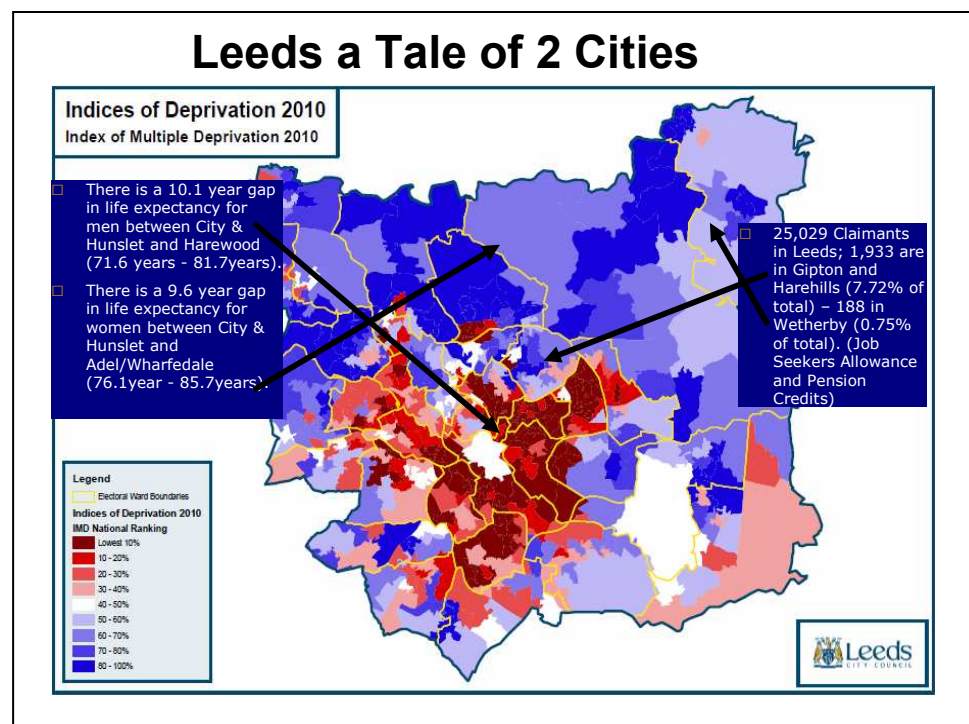 Leeds a Tale of 2 Cities
Indices of Deprivation 2010
Index of Multiple Deprivation 2010
There is a 10.1 year gap
in life expectancy for
men between City &
Hunslet and Harewood
(71.6 years - 81.7years).
There is a 9.6 year gap
in life expectancy for
women between City &
Hunslet and
Adel/Wharfedale
(76.1year - 85.7years).
25,029 Claimants
in Leeds; 1,933 are
in Gipton and
Harehills (7.72% of
total) – 188 in
Wetherby (0.75%
of total). (Job
Seekers Allowance
and Pension
Credits)
Legend
Electoral Ward Boundaries
Indices of Deprivation 2010
IMD National Ranking
Lowest 10%
10 - 20%
20 - 30%
30 - 40%
40 - 50%
50 - 60%
60 - 70%
70 - 80%
80 - 100%
Leeds
CITY COUNCIL